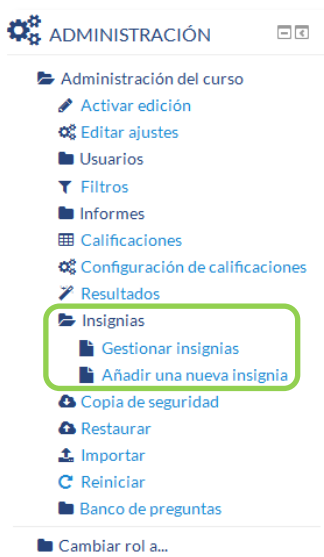 ADMINISTRACIÓN
Administración del curso
Activar edición
Editar ajustes
Usuarios
Filtros
Informes
Calificaciones
Configuración de calificaciones
Resultados
Insignias
Gestionar insignias
Añadir una nueva insignia
Copia de seguridad
Restaurar
Importar
Reiniciar
Banco de preguntas
Cambiar rol a...